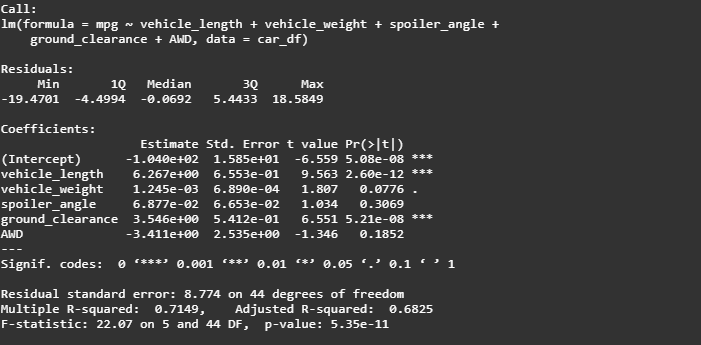 Call:
lm(formula = mpg ~ vehicle_length + vehicle_weight + spoiler_angle +
    ground_clearance + AWD, data = car_df)

Residuals:
     Min       1Q   Median       3Q      Max
-19.4701  -4.4994  -0.0692   5.4433  18.5849

Coefficients:
                   Estimate Std. Error t value Pr(>|t|)
(Intercept)      -1.040e+02  1.585e+01  -6.559 5.08e-08 ***
vehicle_length    6.267e+00  6.553e-01   9.563 2.60e-12 ***
vehicle_weight    1.245e-03  6.890e-04   1.807   0.0776 .
spoiler_angle     6.877e-02  6.653e-02   1.034   0.3069
ground_clearance  3.546e+00  5.412e-01   6.551 5.21e-08 ***
AWD              -3.411e+00  2.535e+00  -1.346   0.1852
---
Signif. codes:  0 ‘***’ 0.001 ‘**’ 0.01 ‘*’ 0.05 ‘.’ 0.1 ‘ ’ 1

Residual standard error: 8.774 on 44 degrees of freedom
Multiple R-squared:  0.7149,    Adjusted R-squared:  0.6825
F-statistic: 22.07 on 5 and 44 DF,  p-value: 5.35e-11